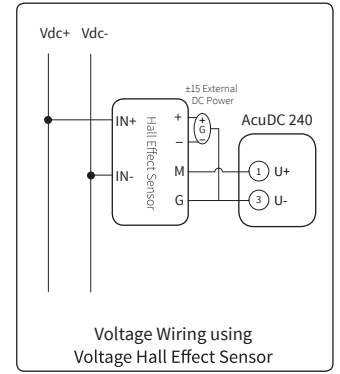 Vdc+ Vdc-
±15 External
DC Power
AcuDC 240
IN+
Hall Effect Sensor
+
+
G
−
−
IN-
M
1 U+
G
3 U-
Voltage Wiring using
Voltage Hall Effect Sensor